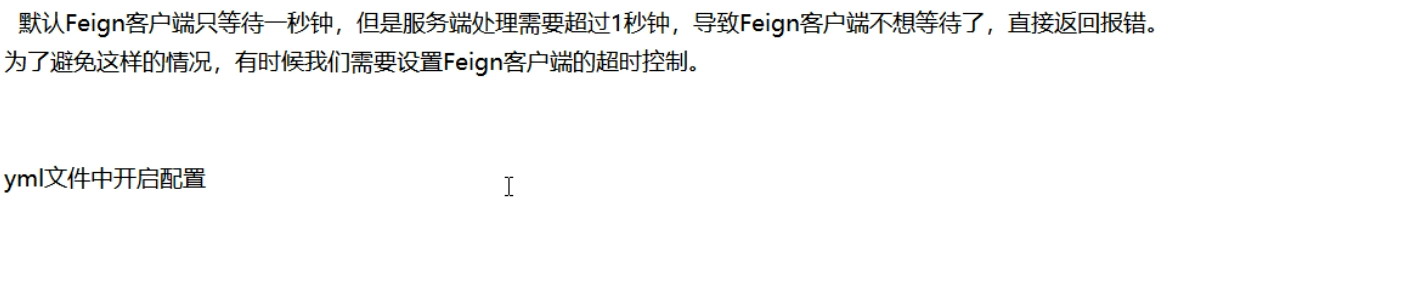 默认Feign客户端只等待一秒钟，但是服务端处理需要超过1秒钟，导致Feign客户端不想等待了，直接返回报错。
为了避免这样的情况，有时候我们需要设置Feign客户端的超时控制。
yml文件中开启配置